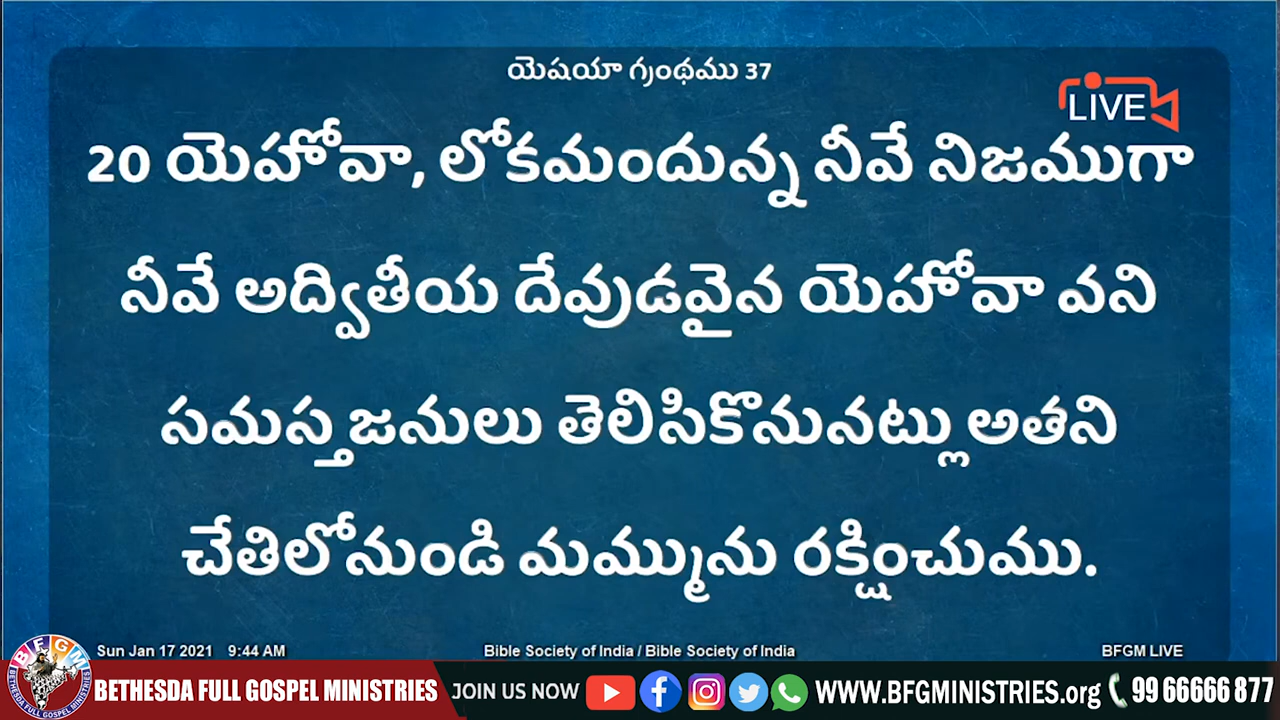 యెషయా గ్రంథము 37
LIVE
20 యెహోవా, లోకమందున్న నీవే నిజముగా
నీవే అద్వితీయ దేవుడవైన యెహోవా వని
సమస్త జనులు తెలిసికొనునట్లు అతని
చేతిలోనుండి మమ్మును రక్షించుము.
Sun Jan 17 2021 9:44 AM Bible Society of India / Bible Society of India BFGM LIVE
BFGM
BETHESDA FULL GOSPEL MINISTRIES JOIN US NOW WWW.BFGMINISTRIES.org 99 66666 877